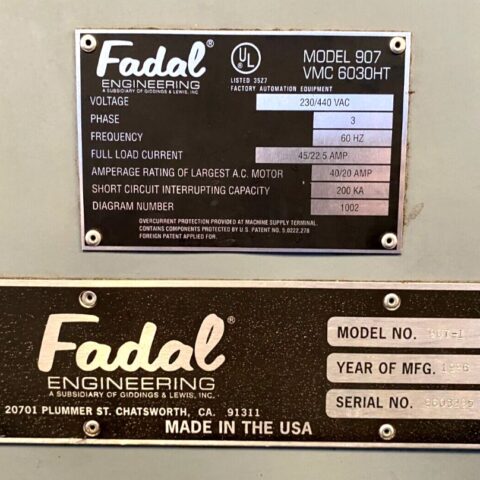 Fadal®
ENGINEERING
A SUBSIDIARY OF GIDDINGS & LEWIS, INC.
UL
LISTED 35Z7
FACTORY AUTOMATION EQUIPMENT
MODEL 907
VMC 6030HT
VOLTAGE 230/440 VAC
PHASE 3
FREQUENCY 60 HZ
FULL LOAD CURRENT 45/22.5 AMP
AMPERAGE RATING OF LARGEST A.C. MOTOR 40/20 AMP
SHORT CIRCUIT INTERRUPTING CAPACITY 200 KA
DIAGRAM NUMBER 1002
OVERCURRENT PROTECTION PROVIDED AT MACHINE SUPPLY TERMINAL.
CONTAINS COMPONENTS PROTECTED BY U.S. PATENT NO. 5,0222,278
FOREIGN PATENT APPLIED FOR.
Fadal®
ENGINEERING
A SUBSIDIARY OF GIDDINGS & LEWIS, INC.
20701 PLUMMER ST. CHATSWORTH, CA. 91311
MADE IN THE USA
MODEL NO.
YEAR OF MFG. 1996
SERIAL NO.